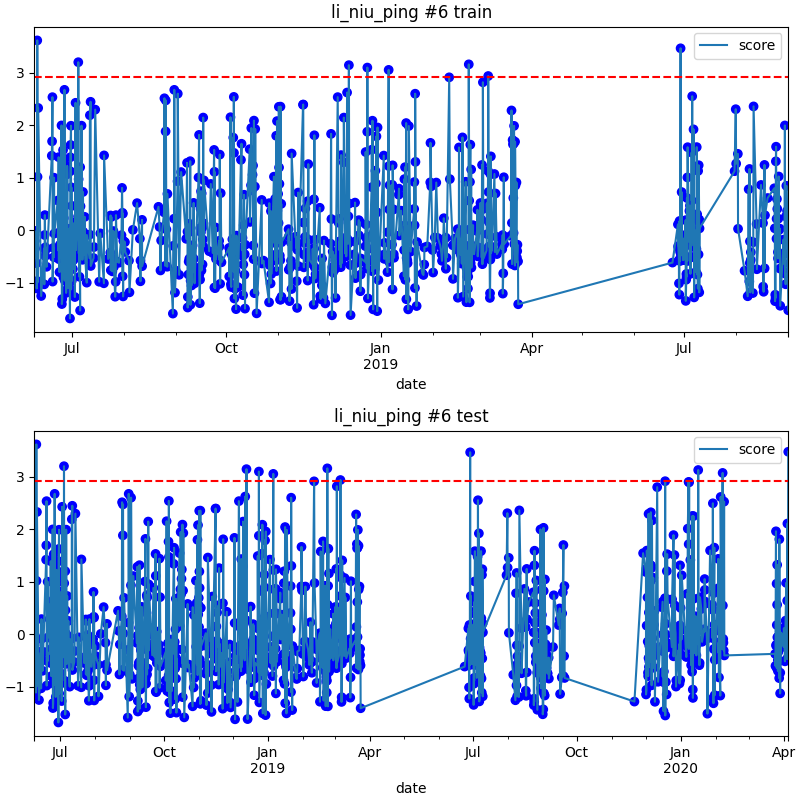 li_niu_ping #6 train
score
3
2
1
0
−1
Jul
Oct
Jan
2019
Apr
Jul
date
li_niu_ping #6 test
score
3
2
1
0
−1
Jul
Oct
Jan
2019
Apr
Jul
Oct
Jan
2020
Apr
date